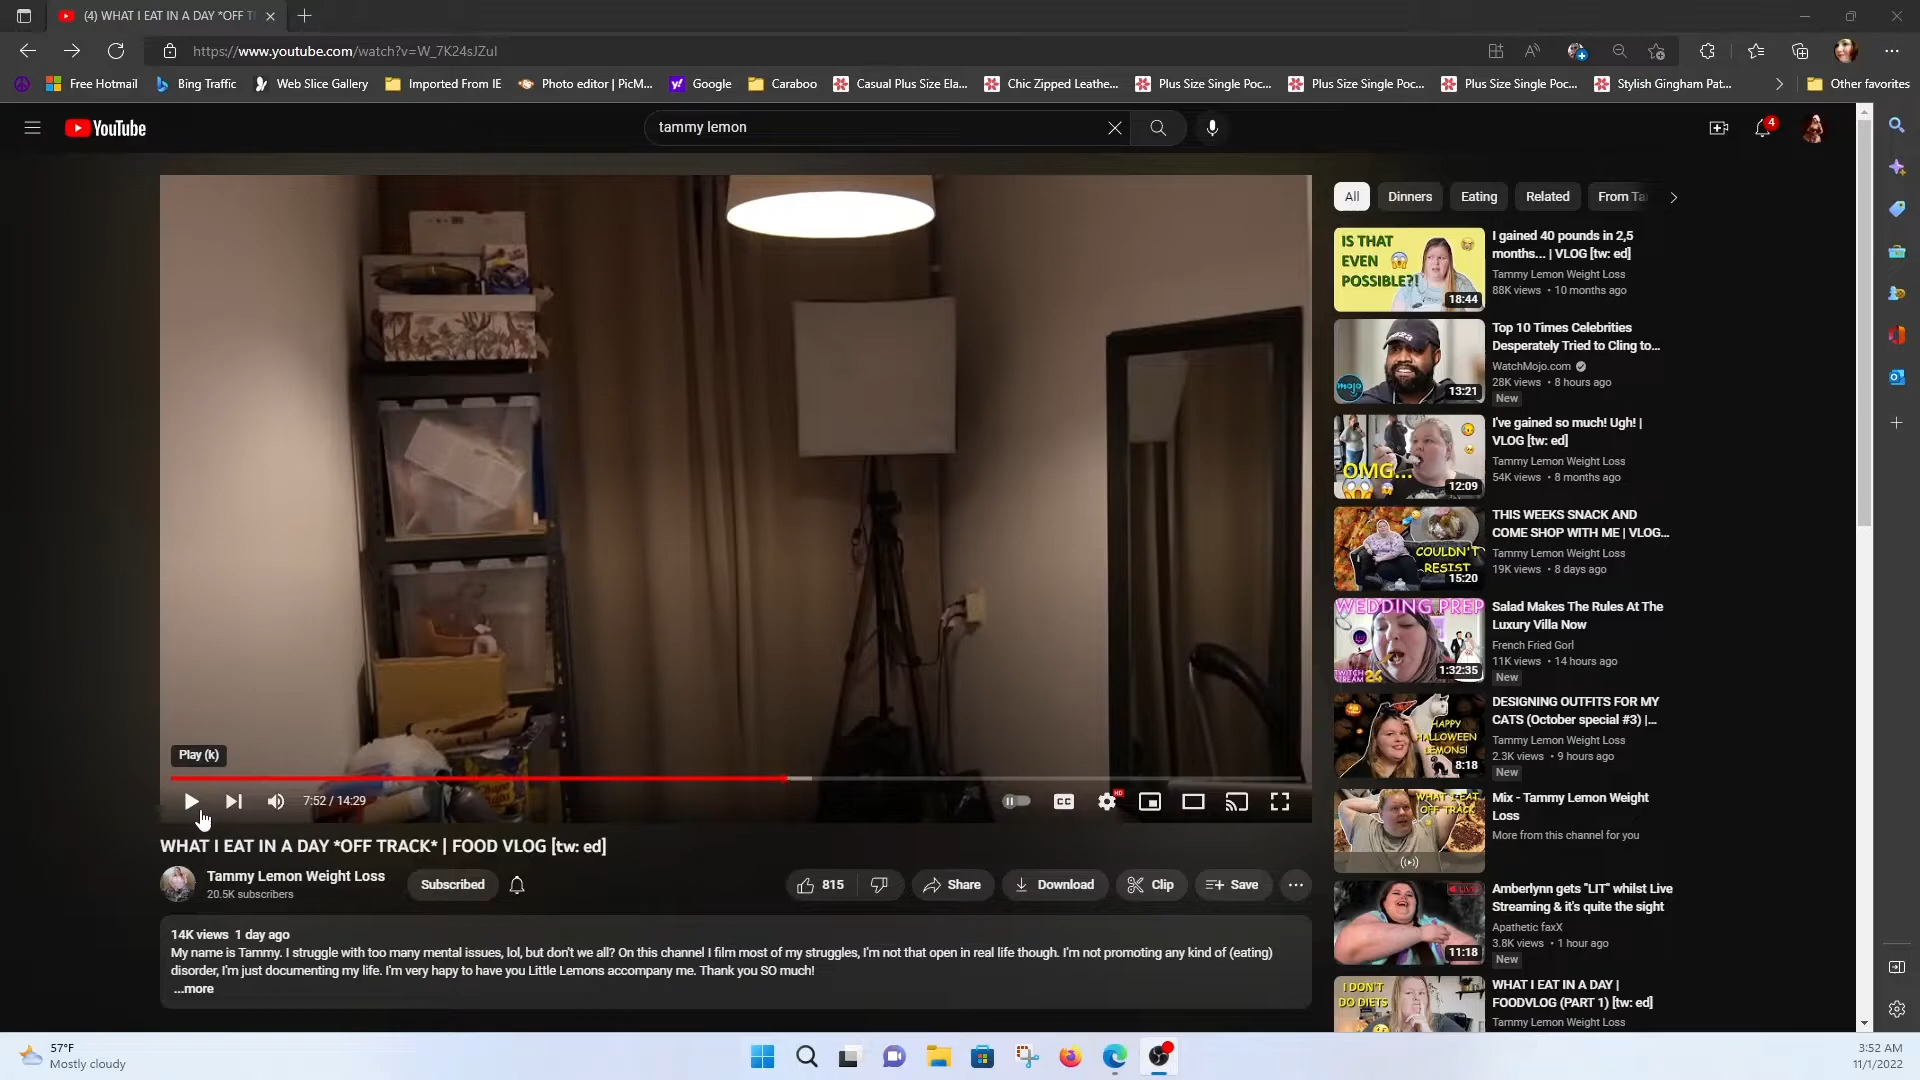 (4) WHAT I EAT IN A DAY *OFF T
https://www.youtube.com/watch?v=W_7K24sJZuI
Free Hotmail
Bing Traffic
Web Slice Gallery
Imported From IE
Photo editor | PicM...
Google
Caraboo
Casual Plus Size Ela...
Chic Zipped Leathe...
Plus Size Single Poc...
Plus Size Single Poc...
Plus Size Single Poc...
Stylish Gingham Pat...
Other favorites
YouTube
tammy lemon
4
All
Dinners
Eating
Related
From Ta
IS THAT
EVEN
POSSIBLE?!
18:44
I gained 40 pounds in 2,5
months... | VLOG [tw: ed]
Tammy Lemon Weight Loss
88K views • 10 months ago
mojo
13:21
Top 10 Times Celebrities
Desperately Tried to Cling to...
WatchMojo.com
28K views • 8 hours ago
New
OMG...
12:09
I've gained so much! Ugh! |
VLOG [tw: ed]
Tammy Lemon Weight Loss
54K views • 8 months ago
COULDN'T
RESIST
15:20
THIS WEEKS SNACK AND
COME SHOP WITH ME | VLOG...
Tammy Lemon Weight Loss
19K views • 8 days ago
WEDDING PREP
TWITCH
STREAM 24
1:32:35
Salad Makes The Rules At The
Luxury Villa Now
French Fried Gorl
11K views • 14 hours ago
New
HAPPY
HALLOWEEN
LEMONS!
8:18
DESIGNING OUTFITS FOR MY
CATS (October special #3) |...
Tammy Lemon Weight Loss
2.3K views • 9 hours ago
New
WHAT I EAT
OFF TRACK
Mix - Tammy Lemon Weight
Loss
More from this channel for you
LIVE
11:18
Amberlynn gets "LIT" whilst Live
Streaming & it's quite the sight
Apathetic faxX
3.8K views • 1 hour ago
New
I DON'T
DO DIETS
WHAT I EAT IN A DAY |
FOODVLOG (PART 1) [tw: ed]
Tammy Lemon Weight Loss
Play (k)
7:52 / 14:29
CC
HD
WHAT I EAT IN A DAY *OFF TRACK* | FOOD VLOG [tw: ed]
Tammy Lemon Weight Loss
20.5K subscribers
Subscribed
815
Share
Download
Clip
Save
14K views 1 day ago
My name is Tammy. I struggle with too many mental issues, lol, but don't we all? On this channel I film most of my struggles, I'm not that open in real life though. I'm not promoting any kind of (eating)
disorder, I'm just documenting my life. I'm very hapy to have you Little Lemons accompany me. Thank you SO much!
...more
57°F
Mostly cloudy
3:52 AM
11/1/2022